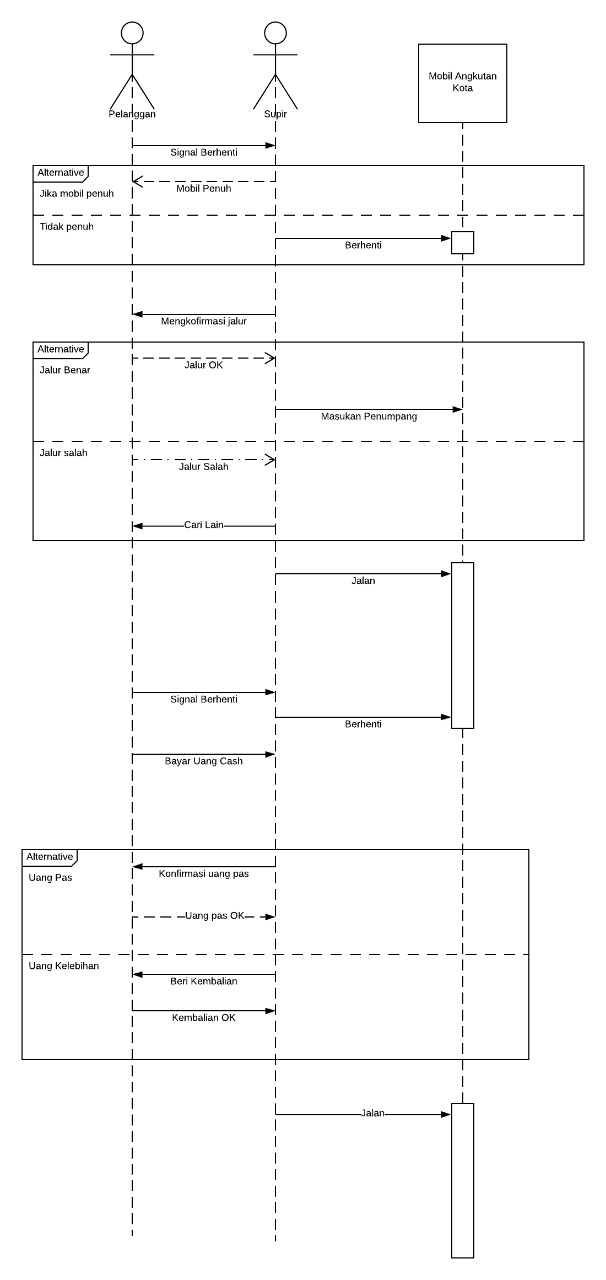 Pelanggan
Supir
Mobil Angkutan
Kota
Signal Berhenti
Alternative
Mobil Penuh
Jika mobil penuh
Tidak penuh
Berhenti
Mengkofirmasi jalur
Alternative
Jalur OK
Jalur Benar
Masukan Penumpang
Jalur salah
Jalur Salah
Cari Lain
Jalan
Signal Berhenti
Berhenti
Bayar Uang Cash
Alternative
Konfirmasi uang pas
Uang Pas
Uang pas OK
Uang Kelebihan
Beri Kembalian
Kembalian OK
Jalan